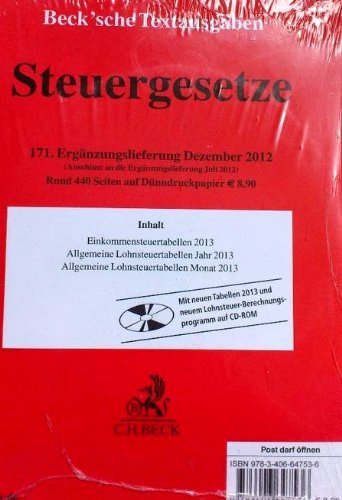 Beck'sche Textausgaben
Steuergesetze
171. Ergänzungslieferung Dezember 2012
(Anschluss an die Ergänzungslieferung Juli 2012)
Rund 440 Seiten auf Dünndruckpapier € 8,90
Inhalt
Einkommensteuertabellen 2013
Allgemeine Lohnsteuertabellen Jahr 2013
Allgemeine Lohnsteuertabellen Monat 2013
Mit neuen Tabellen 2013 und
neuem Lohnsteuer-Berechnungs-
programm auf CD-ROM
C.H.BECK
Post darf öffnen
ISBN 978-3-406-64753-6